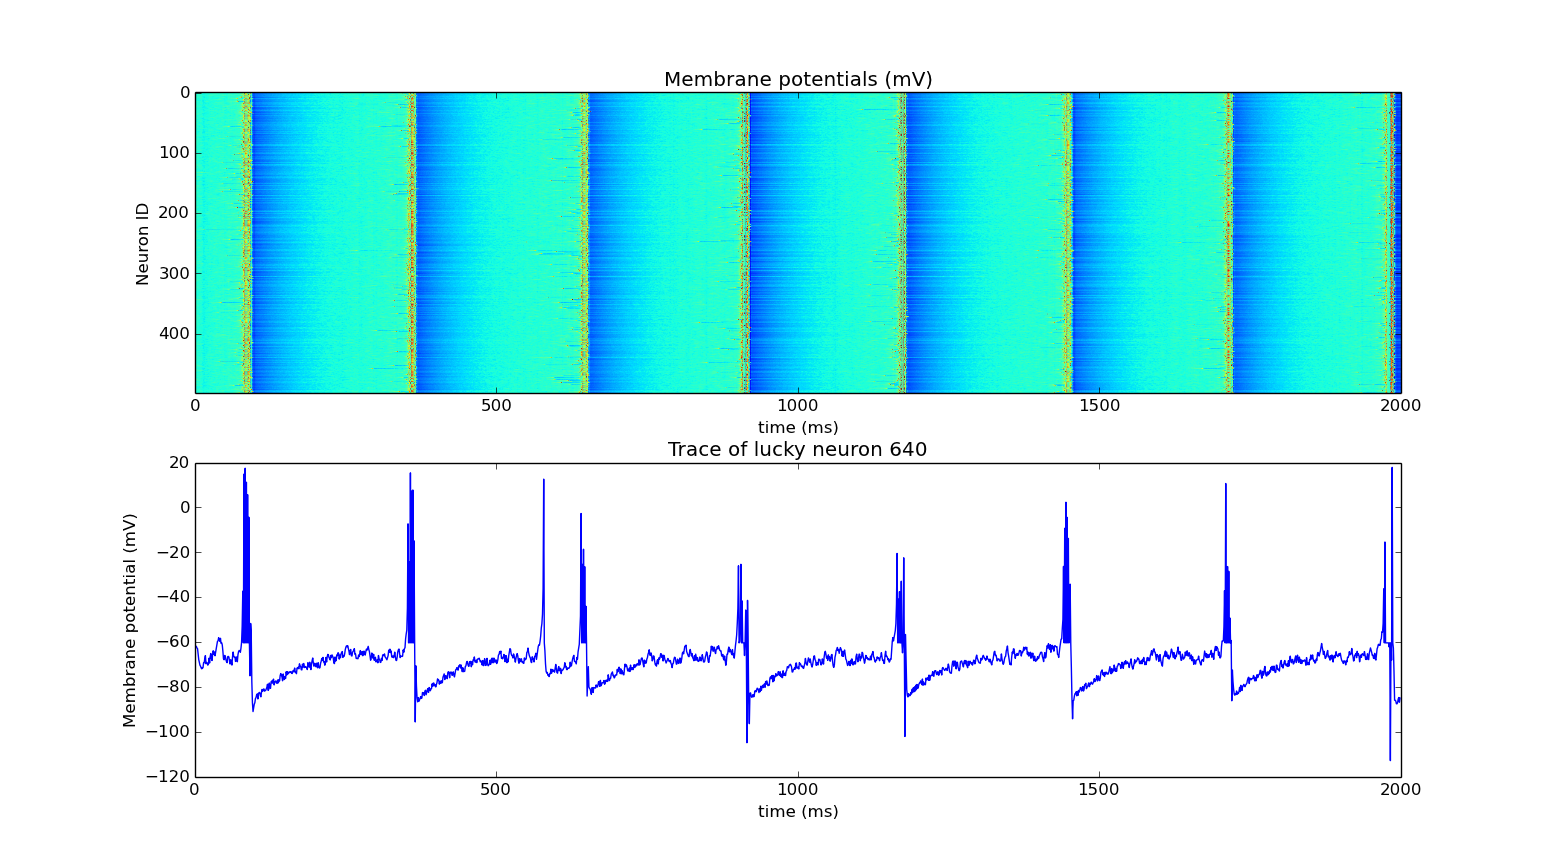 Membrane potentials (mV)
0
100
200
300
400
Neuron ID
0 500 1000 1500 2000
time (ms)
Trace of lucky neuron 640
20
0
−20
−40
−60
−80
−100
−120
Membrane potential (mV)
0 500 1000 1500 2000
time (ms)